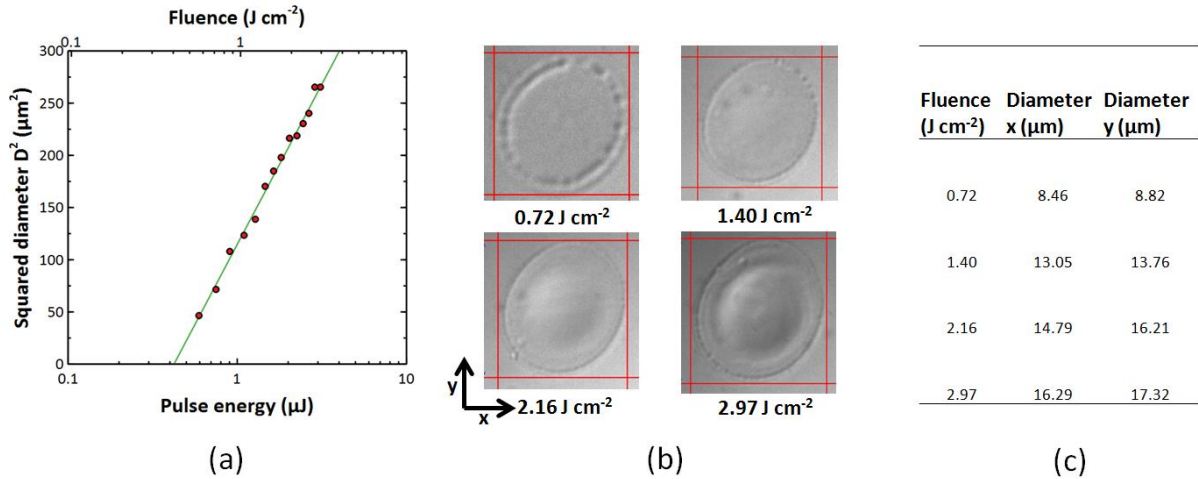 Fluence (J cm⁻²)
0.1 1
300
250
200
150
100
50
0
Squared diameter D² (µm²)
0.1 1 10
Pulse energy (µJ)
(a)
0.72 J cm⁻²
1.40 J cm⁻²
2.16 J cm⁻²
2.97 J cm⁻²
y
x
(b)
Fluence Diameter Diameter
(J cm⁻²) x (µm) y (µm)
0.72 8.46 8.82
1.40 13.05 13.76
2.16 14.79 16.21
2.97 16.29 17.32
(c)